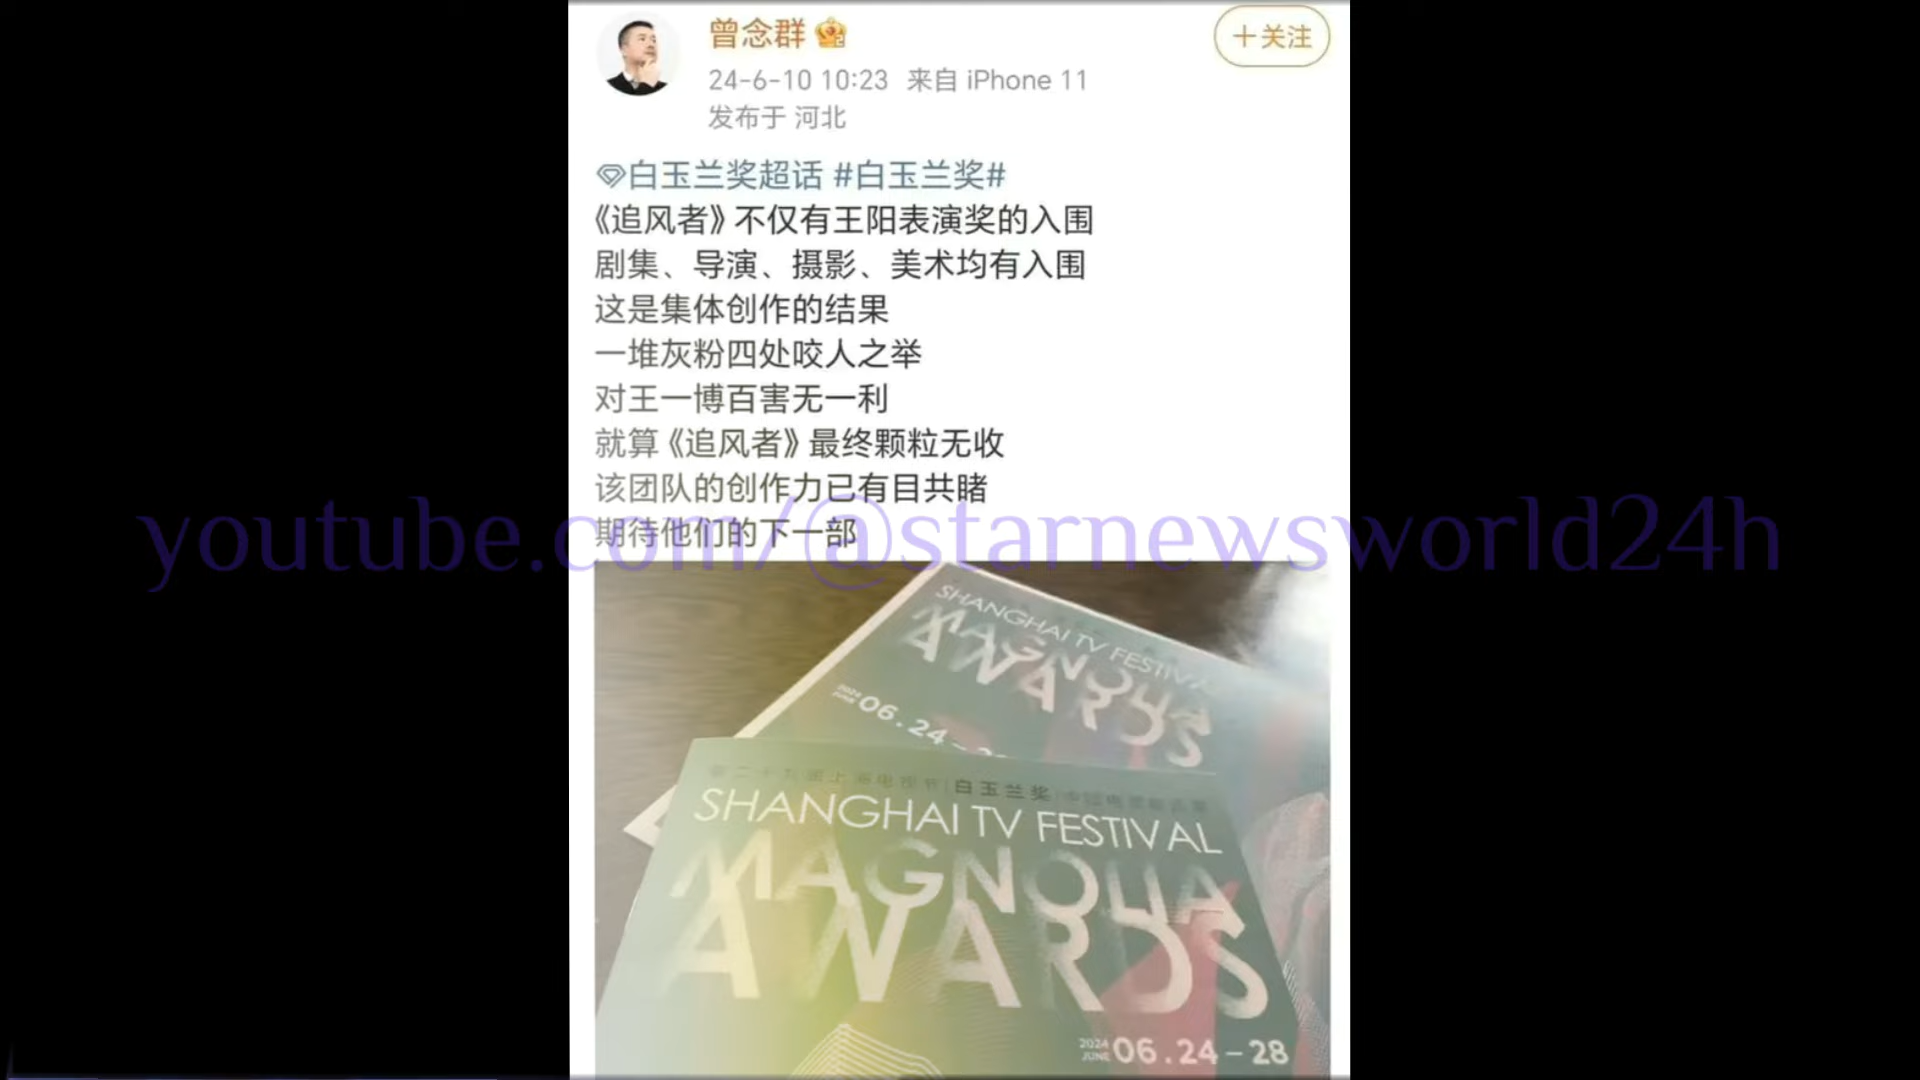 曾念群
+关注
24-6-10 10:23 来自 iPhone 11
发布于 河北
白玉兰奖超话 #白玉兰奖#
《追风者》不仅有王阳表演奖的入围
剧集、导演、摄影、美术均有入围
这是集体创作的结果
一堆灰粉四处咬人之举
对王一博百害无一利
就算《追风者》最终颗粒无收
该团队的创作力已有目共睹
期待他们的下一部
youtube.com/@starnewsworld24h
SHANGHAI TV FESTIVAL
MAGNOLIA
AWARDS
06.24-
白玉兰奖
SHANGHAI TV FESTIVAL
MAGNOLIA
AWARDS
2024 JUNE 06.24-28